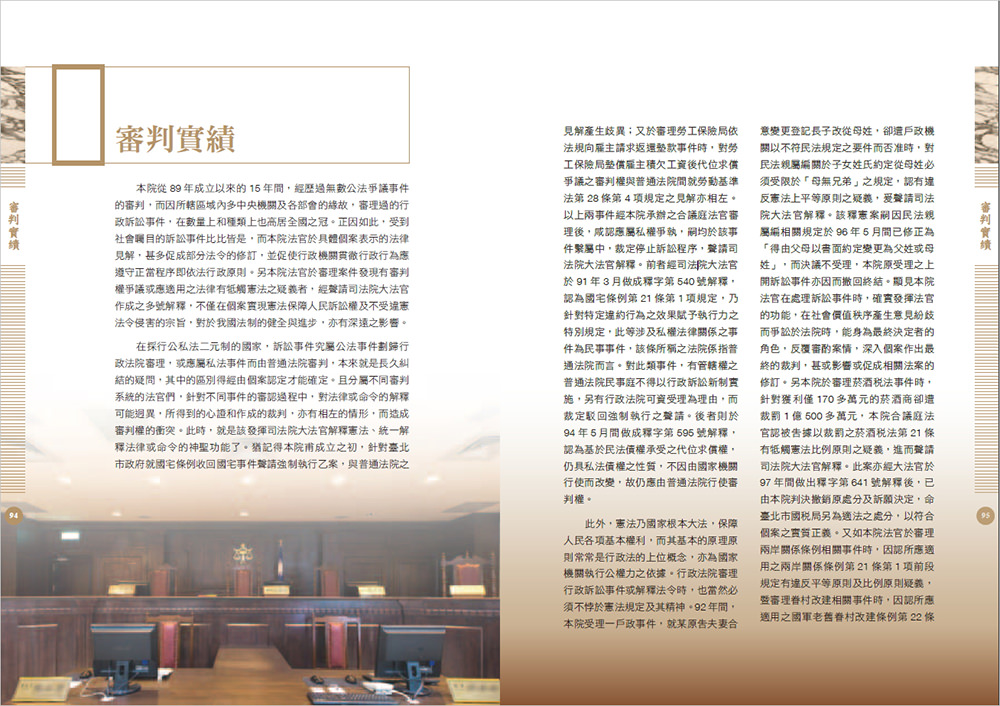 審判實績
審判實績
94
本院從 89 年成立以來的 15 年間，經歷過無數公法爭議事件
的審判，而因所轄區域內多中央機關及各部會的緣故，審理過的行
政訴訟事件，在數量上和種類上也高居全國之冠。正因如此，受到
社會矚目的訴訟事件比比皆是，而本院法官於具體個案表示的法律
見解，甚多促成部分法令的修訂，並促使行政機關貫徹行政行為應
遵守正當程序即依法行政原則。另本院法官於審理案件發現有審判
權爭議或應適用之法律有牴觸憲法之疑義者，經聲請司法院大法官
作成之多號解釋，不僅在個案實現憲法保障人民訴訟權及不受違憲
法令侵害的宗旨，對於我國法制的健全與進步，亦有深遠之影響。
在採行公私法二元制的國家，訴訟事件究屬公法事件劃歸行
政法院審理，或應屬私法事件而由普通法院審判，本來就是長久糾
結的疑問，其中的區別得經由個案認定才能確定。且分屬不同審判
系統的法官們，針對不同事件的審認過程中，對法律或命令的解釋
可能迥異，所得到的心證和作成的裁判，亦有相左的情形，而造成
審判權的衝突。此時，就是該發揮司法院大法官解釋憲法、統一解
釋法律或命令的神聖功能了。猶記得本院甫成立之初，針對臺北
市政府就國宅條例收回國宅事件聲請強制執行乙案，與普通法院之
見解產生歧異；又於審理勞工保險局依
法規向雇主請求返還墊款事件時，對勞
工保險局墊償雇主積欠工資後代位求償
爭議之審判權與普通法院間就勞動基準
法第 28 條第 4 項規定之見解亦相左。
以上兩事件經本院承辦之合議庭法官審
理後，咸認應屬私權爭執，嗣均於該事
件繫屬中，裁定停止訴訟程序，聲請司
法院大法官解釋。前者經司法院大法官
於 91 年 3 月做成釋字第 540 號解釋，
認為國宅條例第 21 條第 1 項規定，乃
針對特定違約行為之效果賦予執行力之
特別規定，此等涉及私權法律關係之事
件為民事事件，該條所稱之法院係指普
通法院而言。對此類事件，有管轄權之
普通法院民事庭不得以行政訴訟新制實
施，另有行政法院可資受理為理由，而
裁定駁回強制執行之聲請。後者則於
94 年 5 月間做成釋字第 595 號解釋，
認為基於民法債權承受之代位求償權，
仍具私法債權之性質，不因由國家機關
行使而改變，故仍應由普通法院行使審
判權。
此外，憲法乃國家根本大法，保障
人民各項基本權利，而其基本的原理原
則常常是行政法的上位概念，亦為國家
機關執行公權力之依據。行政法院審理
行政訴訟事件或解釋法令時，也當然必
須不悖於憲法規定及其精神。92 年間，
本院受理一戶政事件，就某原告夫妻合
意變更登記長子改從母姓，卻遭戶政機
關以不符民法規定之要件而否准時，對
民法親屬編關於子女姓氏約定從母姓必
須受限於「母無兄弟」之規定，認有違
反憲法上平等原則之疑義，爰聲請司法
院大法官解釋。該釋憲案嗣因民法親
屬編相關規定於 96 年 5 月間已修正為
「得由父母以書面約定變更為父姓或母
姓」，而決議不受理，本院原受理之上
開訴訟事件亦因而撤回終結。顯見本院
法官在處理訴訟事件時，確實發揮法官
的功能，在社會價值秩序產生意見紛歧
而爭訟於法院時，能身為最終決定者的
角色，反覆審酌案情，深入個案作出最
終的裁判，甚或影響或促成相關法案的
修訂。另本院於審理菸酒稅法事件時，
針對獲利僅 170 多萬元的菸酒商卻遭
裁罰 1 億 500 多萬元，本院合議庭法
官認被告據以裁罰之菸酒稅法第 21 條
有牴觸憲法比例原則之疑義，進而聲請
司法院大法官解釋。此案亦經大法官於
97 年間做出釋字第 641 號解釋後，已
由本院判決撤銷原處分及訴願決定，命
臺北市國稅局另為適法之處分，以符合
個案之實質正義。又如本院法官於審理
兩岸關係條例相關事件時，因認所應適
用之兩岸關係條例第 21 條第 1 項前段
規定有違反平等原則及比例原則疑義，
暨審理眷村改建相關事件時，因認所應
適用之國軍老舊眷村改建條例第 22 條
審判實績
95